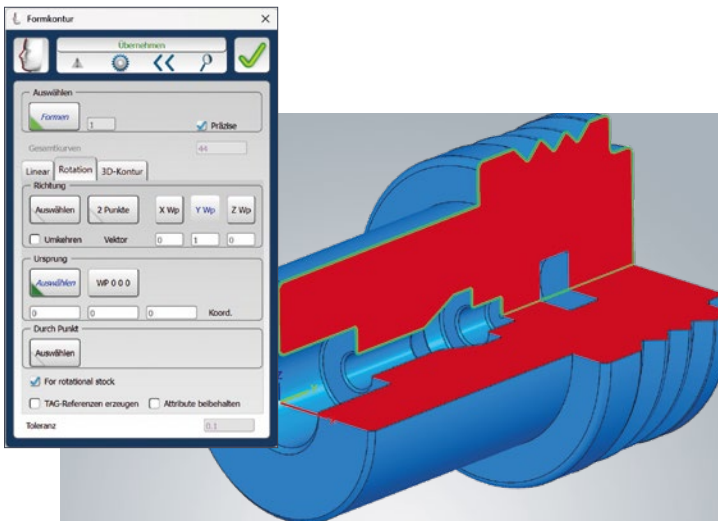 Formkontur
Übernehmen
Auswählen
Formen
1
Präzise
Gesamtkurven
44
Linear Rotation 3D-Kontur
Richtung
Auswählen 2 Punkte X Wp Y Wp Z Wp
Umkehren Vektor 0 1 0
Ursprung
Auswählen WP 0 0 0
0 0 0 Koord.
Durch Punkt
Auswählen
For rotational stock
TAG-Referenzen erzeugen Attribute beibehalten
Toleranz 0.1